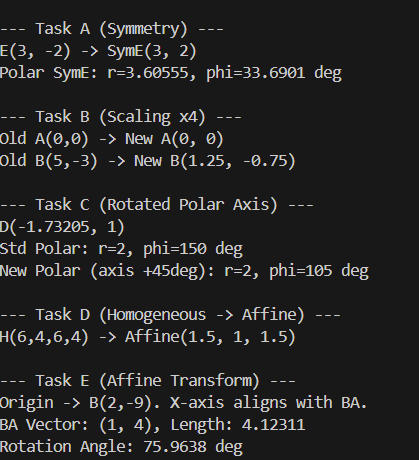 --- Task A (Symmetry) ---
E(3, -2) -> SymE(3, 2)
Polar SymE: r=3.60555, phi=33.6901 deg
--- Task B (Scaling x4) ---
Old A(0,0) -> New A(0, 0)
Old B(5,-3) -> New B(1.25, -0.75)
--- Task C (Rotated Polar Axis) ---
D(-1.73205, 1)
Std Polar: r=2, phi=150 deg
New Polar (axis +45deg): r=2, phi=105 deg
--- Task D (Homogeneous -> Affine) ---
H(6,4,6,4) -> Affine(1.5, 1, 1.5)
--- Task E (Affine Transform) ---
Origin -> B(2,-9). X-axis aligns with BA.
BA Vector: (1, 4), Length: 4.12311
Rotation Angle: 75.9638 deg